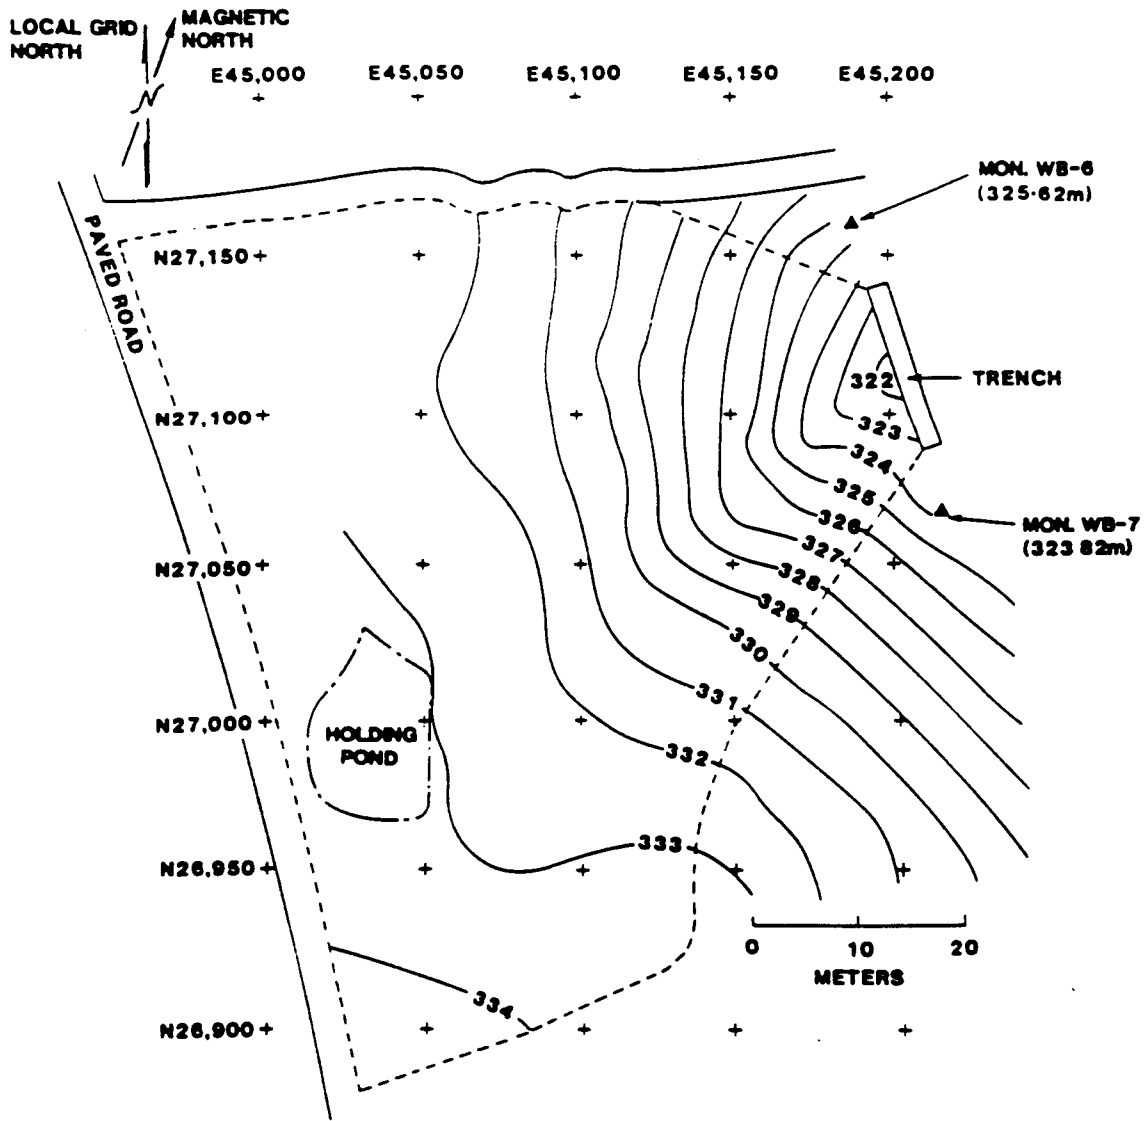 LOCAL GRID
NORTH
MAGNETIC
NORTH
E45,000
E45,050
E45,100
E45,150
E45,200
MON. WB-6
(325·62m)
PAVED ROAD
N27,150
322
TRENCH
N27,100
323
324
325
MON. WB-7
(323 82m)
326
327
N27,050
328
329
330
331
N27,000
HOLDING
POND
332
333
N26,950
0 10 20
METERS
334
N26,900